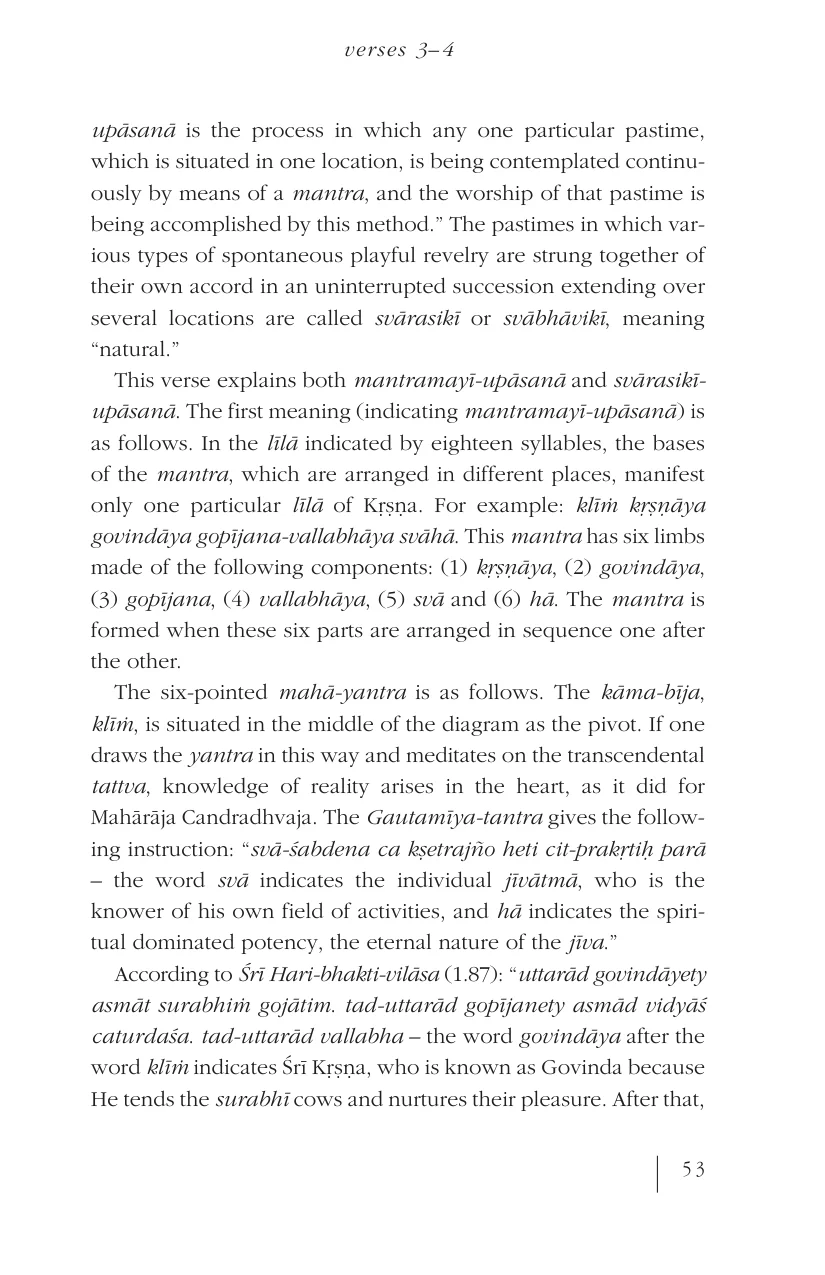 verses 3–4
upāsanā is the process in which any one particular pastime,
which is situated in one location, is being contemplated continu-
ously by means of a mantra, and the worship of that pastime is
being accomplished by this method.” The pastimes in which var-
ious types of spontaneous playful revelry are strung together of
their own accord in an uninterrupted succession extending over
several locations are called svārasikī or svābhāvikī, meaning
“natural.”
This verse explains both mantramayī-upāsanā and svārasikī-
upāsanā. The first meaning (indicating mantramayī-upāsanā) is
as follows. In the līlā indicated by eighteen syllables, the bases
of the mantra, which are arranged in different places, manifest
only one particular līlā of Kṛṣṇa. For example: klīṁ kṛṣṇāya
govindāya gopījana-vallabhāya svāhā. This mantra has six limbs
made of the following components: (1) kṛṣṇāya, (2) govindāya,
(3) gopījana, (4) vallabhāya, (5) svā and (6) hā. The mantra is
formed when these six parts are arranged in sequence one after
the other.
The six-pointed mahā-yantra is as follows. The kāma-bīja,
klīṁ, is situated in the middle of the diagram as the pivot. If one
draws the yantra in this way and meditates on the transcendental
tattva, knowledge of reality arises in the heart, as it did for
Mahārāja Candradhvaja. The Gautamīya-tantra gives the follow-
ing instruction: “svā-śabdena ca kṣetrajño heti cit-prakṛtiḥ parā
– the word svā indicates the individual jīvātmā, who is the
knower of his own field of activities, and hā indicates the spiri-
tual dominated potency, the eternal nature of the jīva.”
According to Śrī Hari-bhakti-vilāsa (1.87): “uttarād govindāyety
asmāt surabhiṁ gojātim. tad-uttarād gopījanety asmād vidyāś
caturdaśa. tad-uttarād vallabha – the word govindāya after the
word klīṁ indicates Śrī Kṛṣṇa, who is known as Govinda because
He tends the surabhī cows and nurtures their pleasure. After that,
53